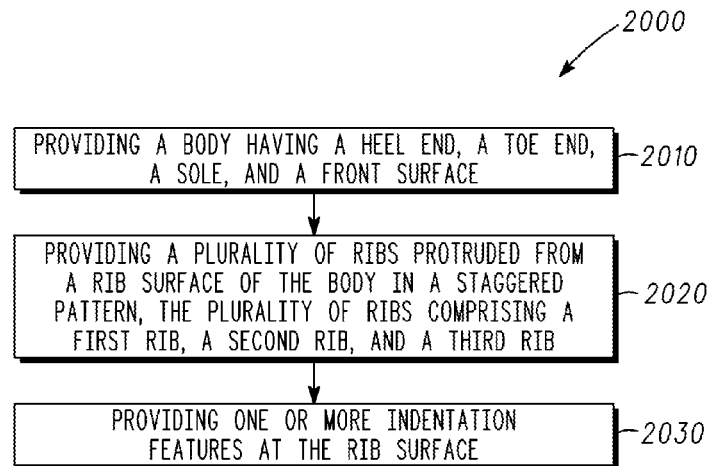 2000
PROVIDING A BODY HAVING A HEEL END, A TOE END,
A SOLE, AND A FRONT SURFACE
2010
PROVIDING A PLURALITY OF RIBS PROTRUDED FROM
A RIB SURFACE OF THE BODY IN A STAGGERED
PATTERN, THE PLURALITY OF RIBS COMPRISING A
FIRST RIB, A SECOND RIB, AND A THIRD RIB
2020
PROVIDING ONE OR MORE INDENTATION
FEATURES AT THE RIB SURFACE
2030